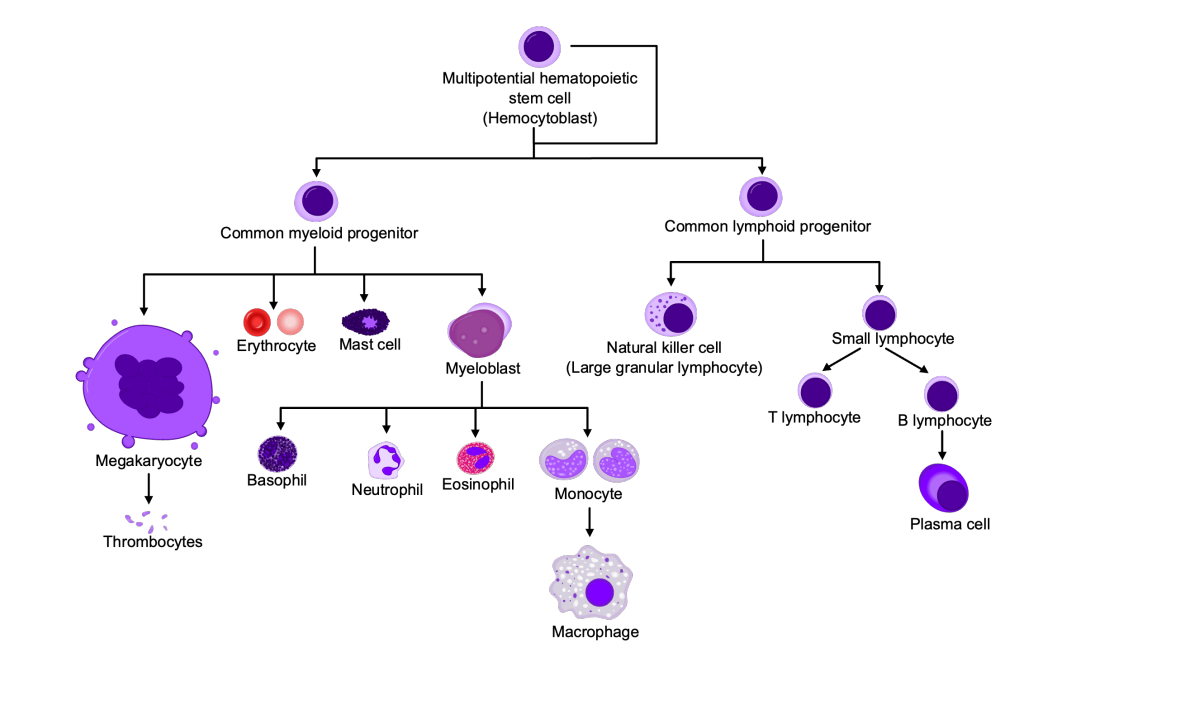 Multipotential hematopoietic
stem cell
(Hemocytoblast)
Common myeloid progenitor
Common lymphoid progenitor
Erythrocyte
Mast cell
Myeloblast
Natural killer cell
(Large granular lymphocyte)
Small lymphocyte
T lymphocyte
B lymphocyte
Megakaryocyte
Basophil
Neutrophil
Eosinophil
Monocyte
Plasma cell
Thrombocytes
Macrophage